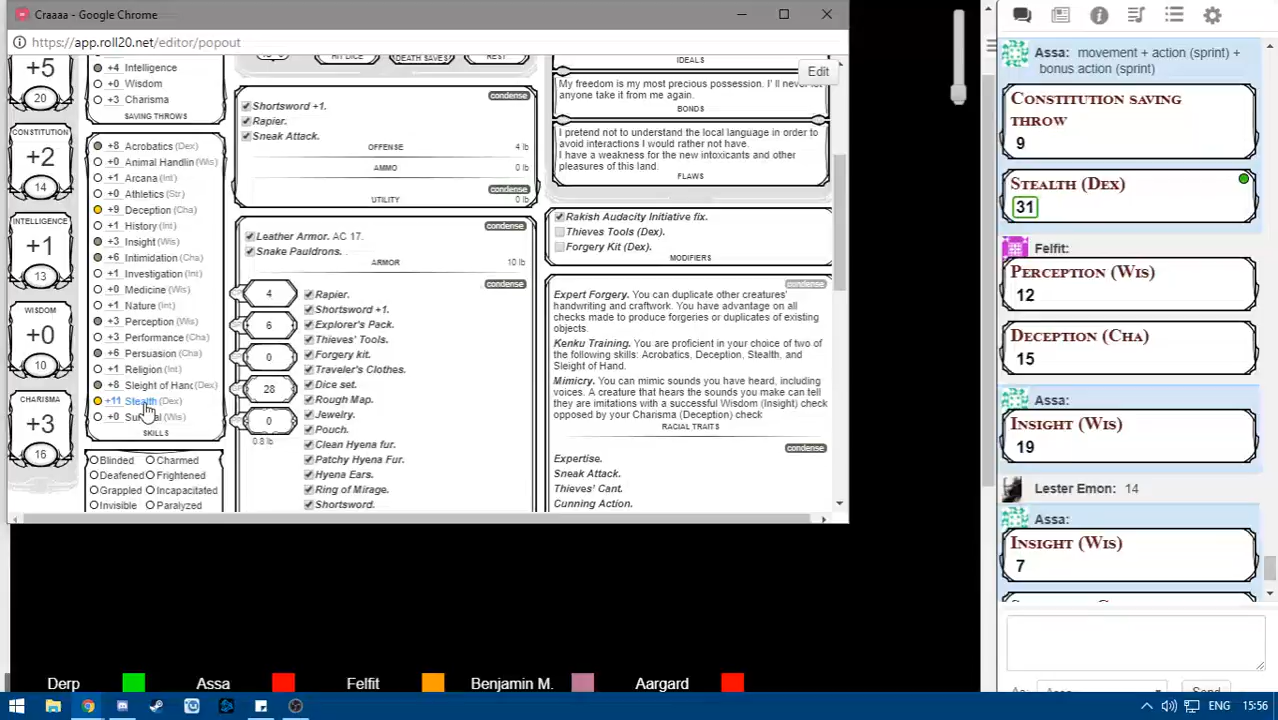 Craaaa - Google Chrome
https://app.roll20.net/editor/popout
Edit
+5
20
CONSTITUTION
+2
14
INTELLIGENCE
+1
13
WISDOM
+0
10
CHARISMA
+3
16
+4 Intelligence
+0 Wisdom
+3 Charisma
SAVING THROWS
+8 Acrobatics (Dex)
+0 Animal Handlin (Wis)
+1 Arcana (Int)
+0 Athletics (Str)
+9 Deception (Cha)
+1 History (Int)
+3 Insight (Wis)
+6 Intimidation (Cha)
+1 Investigation (Int)
+0 Medicine (Wis)
+1 Nature (Int)
+3 Perception (Wis)
+3 Performance (Cha)
+6 Persuasion (Cha)
+1 Religion (Int)
+8 Sleight of Hand (Dex)
+11 Stealth (Dex)
+0 Su al (Wis)
SKILLS
Blinded Charmed
Deafened Frightened
Grappled Incapacitated
Invisible Paralyzed
HIT DICE DEATH SAVES REST
condense
Shortsword +1.
Rapier.
Sneak Attack.
OFFENSE 4 lb
AMMO 0 lb
condense
UTILITY 0 lb
condense
Leather Armor. AC 17.
Snake Pauldrons.
ARMOR 10 lb
condense
4
6
0
28
0
0.8 lb
Rapier.
Shortsword +1.
Explorer's Pack.
Thieves' Tools.
Forgery kit.
Traveler's Clothes.
Dice set.
Rough Map.
Jewelry.
Pouch.
Clean Hyena fur.
Patchy Hyena Fur.
Hyena Ears.
Ring of Mirage.
Shortsword.
IDEALS
My freedom is my most precious possession. I' ll never let
anyone take it from me again.
BONDS
I pretend not to understand the local language in order to
avoid interactions I would rather not have.
I have a weakness for the new intoxicants and other
pleasures of this land.
FLAWS
Rakish Audacity Initiative fix.
Thieves Tools (Dex).
Forgery Kit (Dex).
MODIFIERS
condense
Expert Forgery. You can duplicate other creatures'
handwriting and craftwork. You have advantage on all
checks made to produce forgeries or duplicates of existing
objects.
Kenku Training. You are proficient in your choice of two of
the following skills: Acrobatics, Deception, Stealth, and
Sleight of Hand.
Mimicry. You can mimic sounds you have heard, including
voices. A creature that hears the sounds you make can tell
they are imitations with a successful Wisdom (Insight) check
opposed by your Charisma (Deception) check
RACIAL TRAITS
condense
Expertise.
Sneak Attack.
Thieves' Cant.
Cunning Action.
Assa: movement + action (sprint) +
bonus action (sprint)
CONSTITUTION SAVING
THROW
9
STEALTH (DEX)
31
Felfit:
PERCEPTION (WIS)
12
DECEPTION (CHA)
15
Assa:
INSIGHT (WIS)
19
Lester Emon: 14
Assa:
INSIGHT (WIS)
7
Derp Assa Felfit Benjamin M. Aargard
ENG 15:56